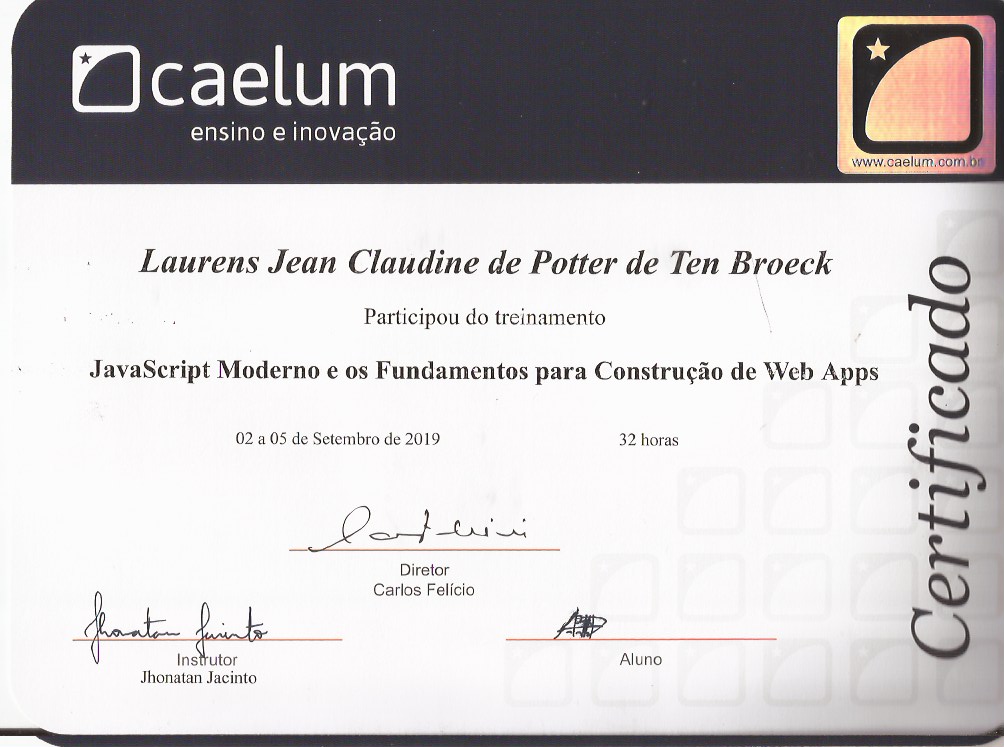 caelum
ensino e inovação
www.caelum.com.br
Laurens Jean Claudine de Potter de Ten Broeck
Participou do treinamento
JavaScript Moderno e os Fundamentos para Construção de Web Apps
02 a 05 de Setembro de 2019 32 horas
Certificado
Diretor
Carlos Felício
Jhonatan Jacinto
Instrutor
Jhonatan Jacinto
Aluno